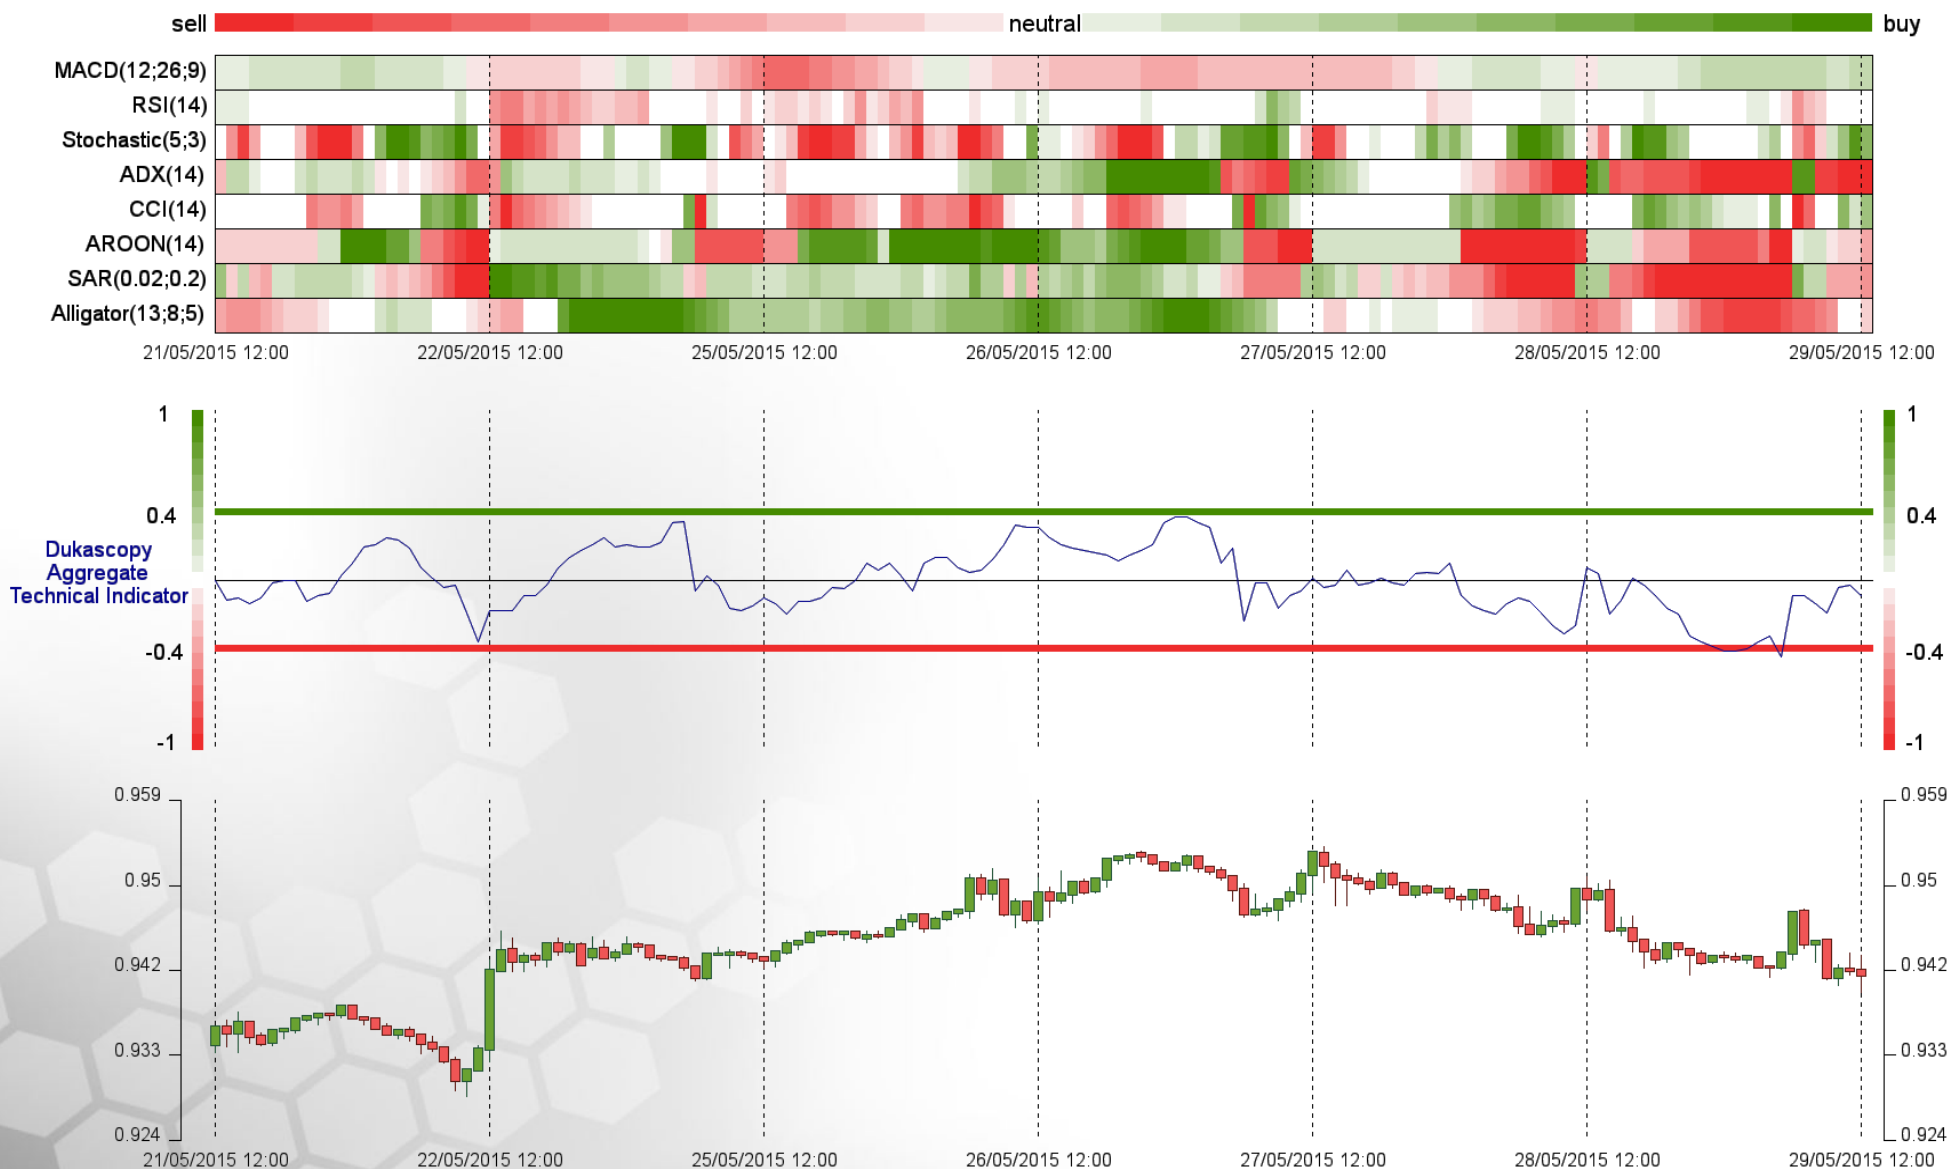 sell neutral buy
MACD(12;26;9)
RSI(14)
Stochastic(5;3)
ADX(14)
CCI(14)
AROON(14)
SAR(0.02;0.2)
Alligator(13;8;5)
21/05/2015 12:00 22/05/2015 12:00 25/05/2015 12:00 26/05/2015 12:00 27/05/2015 12:00 28/05/2015 12:00 29/05/2015 12:00
1 1
0.4 0.4
Dukascopy
Aggregate
Technical Indicator
-0.4 -0.4
-1 -1
0.959 0.959
0.95 0.95
0.942 0.942
0.933 0.933
0.924 0.924
21/05/2015 12:00 22/05/2015 12:00 25/05/2015 12:00 26/05/2015 12:00 27/05/2015 12:00 28/05/2015 12:00 29/05/2015 12:00